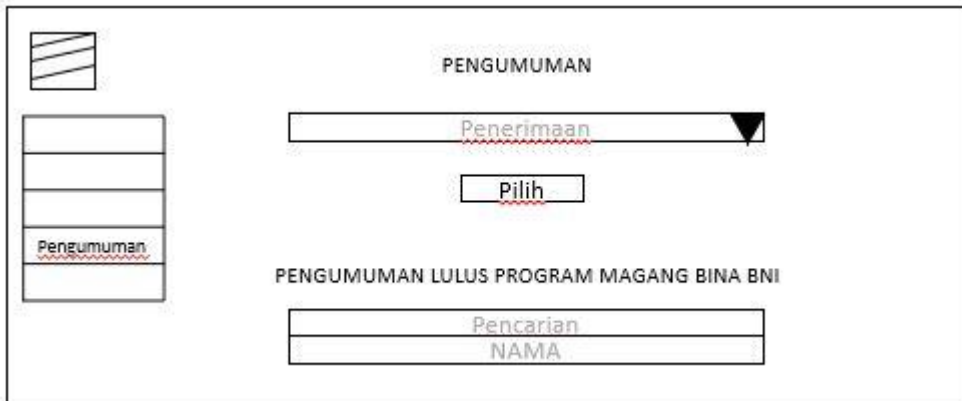 PENGUMUMAN
Penerimaan
Pilih
Pengumuman
PENGUMUMAN LULUS PROGRAM MAGANG BINA BNI
Pencarian
NAMA